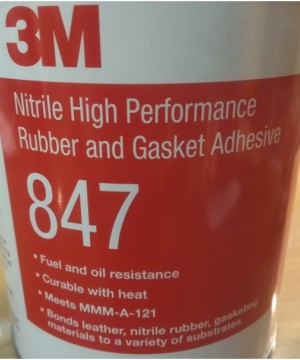 3M
Nitrile High Performance
Rubber and Gasket Adhesive
847
• Fuel and oil resistance
• Curable with heat
• Meets MMM-A-121
• Bonds leather, nitrile rubber, gasketing
materials to a variety of substrates